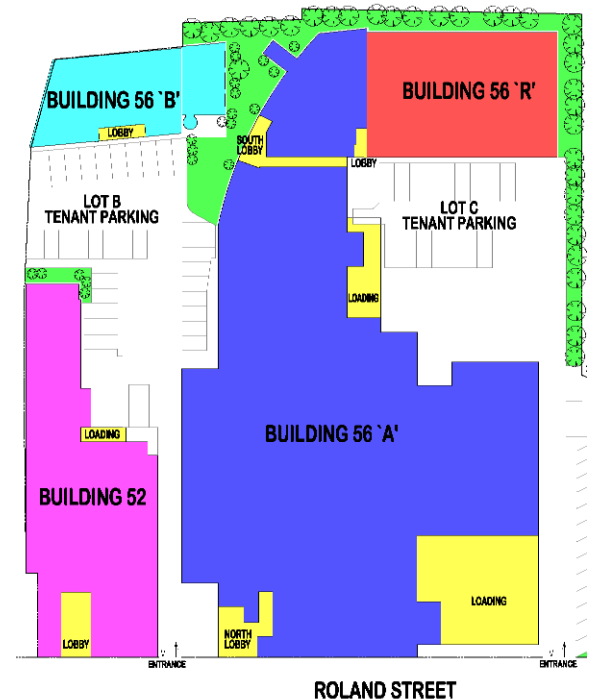 BUILDING 56 `B'
LOBBY
BUILDING 56 `R'
SOUTH
LOBBY
LOBBY
LOT B
TENANT PARKING
LOT C
TENANT PARKING
LOADING
BUILDING 56 `A'
LOADING
BUILDING 52
LOADING
LOBBY
NORTH
LOBBY
ENTRANCE
ENTRANCE
ROLAND STREET